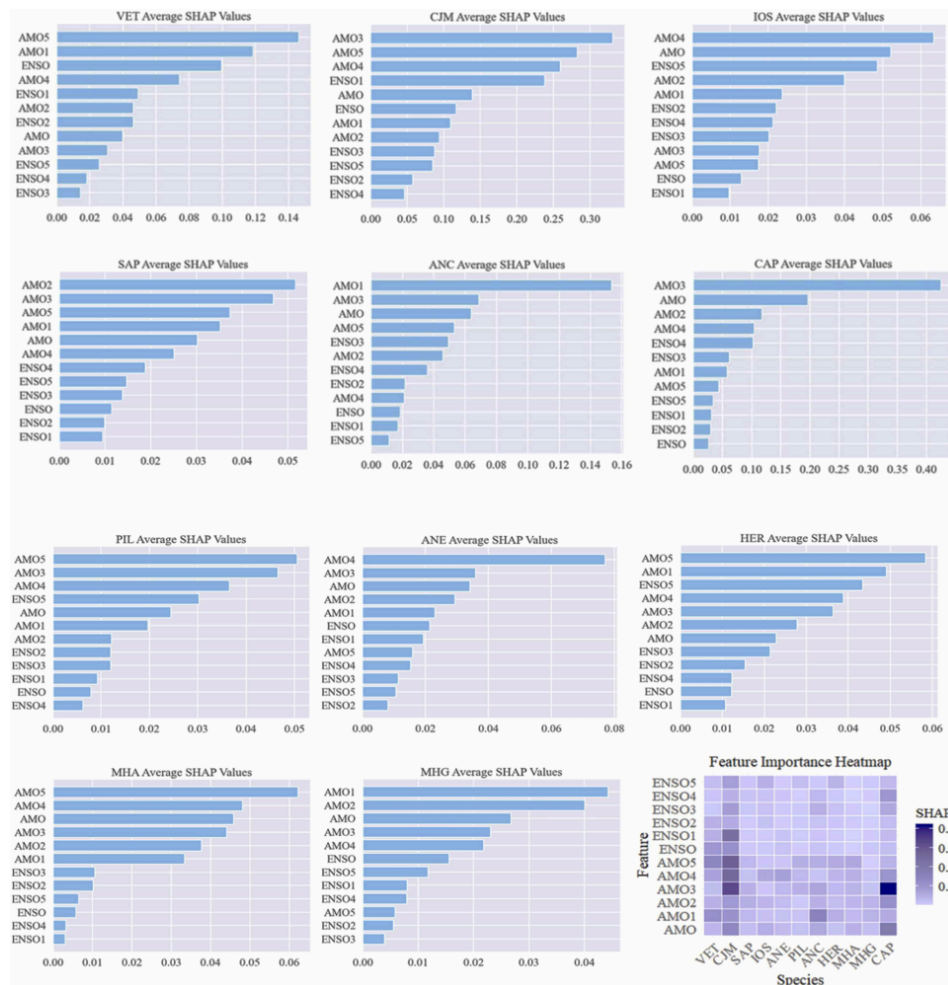 VET Average SHAP Values
AMO5
AMO1
ENSO
AMO4
ENSO1
AMO2
ENSO2
AMO
AMO3
ENSO5
ENSO4
ENSO3
0.00 0.02 0.04 0.06 0.08 0.10 0.12 0.14
CJM Average SHAP Values
AMO3
AMO5
AMO4
ENSO1
AMO
ENSO
AMO1
AMO2
ENSO3
ENSO5
ENSO2
ENSO4
0.00 0.05 0.10 0.15 0.20 0.25 0.30
IOS Average SHAP Values
AMO4
AMO
ENSO5
AMO2
AMO1
ENSO2
ENSO4
ENSO3
AMO3
AMO5
ENSO
ENSO1
0.00 0.01 0.02 0.03 0.04 0.05 0.06
SAP Average SHAP Values
AMO2
AMO3
AMO5
AMO1
AMO
AMO4
ENSO4
ENSO5
ENSO3
ENSO
ENSO2
ENSO1
0.00 0.01 0.02 0.03 0.04 0.05
ANC Average SHAP Values
AMO1
AMO3
AMO
AMO5
ENSO3
AMO2
ENSO4
ENSO2
AMO4
ENSO
ENSO1
ENSO5
0.00 0.02 0.04 0.06 0.08 0.10 0.12 0.14 0.16
CAP Average SHAP Values
AMO3
AMO
AMO2
AMO4
ENSO4
ENSO3
AMO1
AMO5
ENSO5
ENSO1
ENSO2
ENSO
0.00 0.05 0.10 0.15 0.20 0.25 0.30 0.35 0.40
PIL Average SHAP Values
AMO5
AMO3
AMO4
ENSO5
AMO
AMO1
AMO2
ENSO2
ENSO3
ENSO1
ENSO
ENSO4
0.00 0.01 0.02 0.03 0.04 0.05
ANE Average SHAP Values
AMO4
AMO3
AMO
AMO2
AMO1
ENSO
ENSO1
AMO5
ENSO4
ENSO3
ENSO5
ENSO2
0.00 0.02 0.04 0.06 0.08
HER Average SHAP Values
AMO5
AMO1
ENSO5
AMO4
AMO3
AMO2
AMO
ENSO3
ENSO2
ENSO4
ENSO
ENSO1
0.00 0.01 0.02 0.03 0.04 0.05 0.06
MHA Average SHAP Values
AMO5
AMO4
AMO
AMO3
AMO2
AMO1
ENSO3
ENSO2
ENSO5
ENSO
ENSO4
ENSO1
0.00 0.01 0.02 0.03 0.04 0.05 0.06
MHG Average SHAP Values
AMO1
AMO2
AMO
AMO3
AMO4
ENSO
ENSO5
ENSO1
ENSO4
AMO5
ENSO2
ENSO3
0.00 0.01 0.02 0.03 0.04
Feature Importance Heatmap
Feature
ENSO5
ENSO4
ENSO3
ENSO2
ENSO1
ENSO
AMO5
AMO4
AMO3
AMO2
AMO1
AMO
VET CJM SAP IOS ANE PIL ANC HER MHA MHG CAP
Species
SHAP
0.
0.
0.
0.